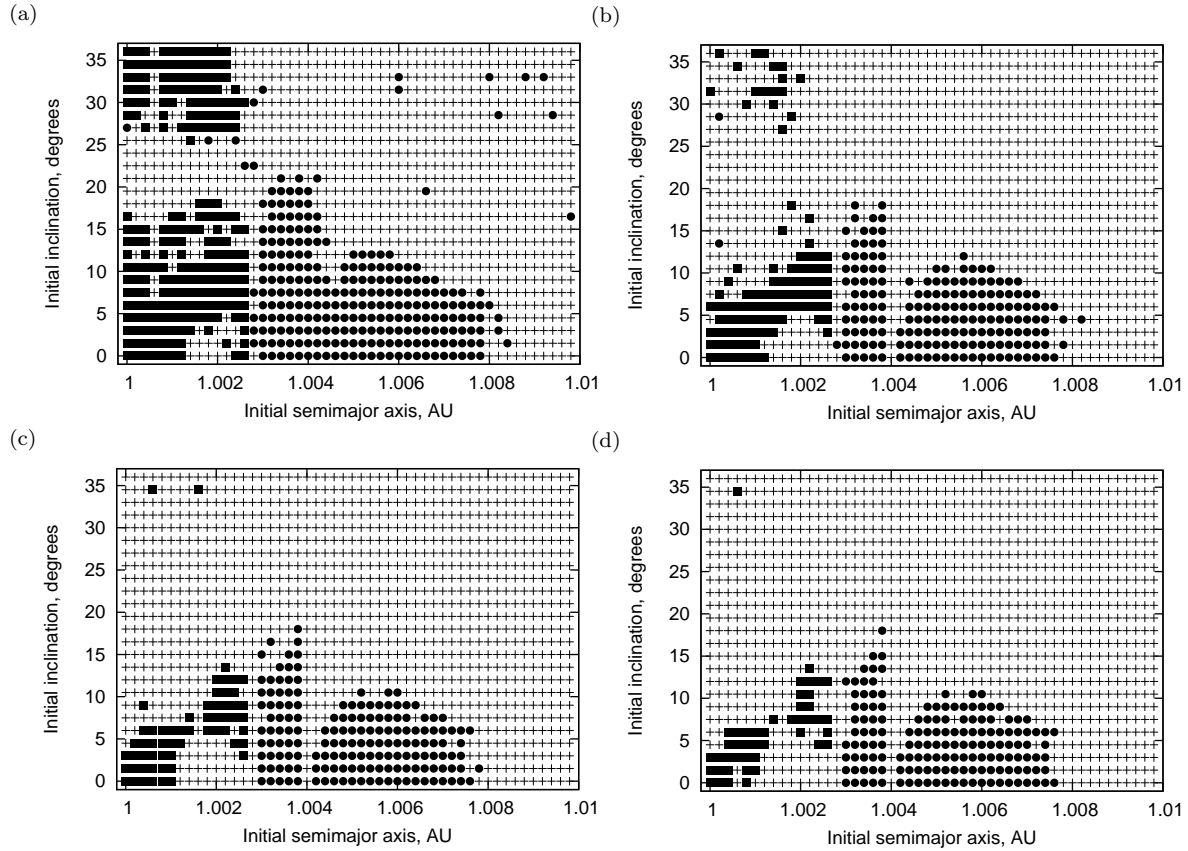 (a)
35
30
25
20
15
10
5
0
Initial inclination, degrees
1 1.002 1.004 1.006 1.008 1.01
Initial semimajor axis, AU
(b)
35
30
25
20
15
10
5
0
Initial inclination, degrees
1 1.002 1.004 1.006 1.008 1.01
Initial semimajor axis, AU
(c)
35
30
25
20
15
10
5
0
Initial inclination, degrees
1 1.002 1.004 1.006 1.008 1.01
Initial semimajor axis, AU
(d)
35
30
25
20
15
10
5
0
Initial inclination, degrees
1 1.002 1.004 1.006 1.008 1.01
Initial semimajor axis, AU